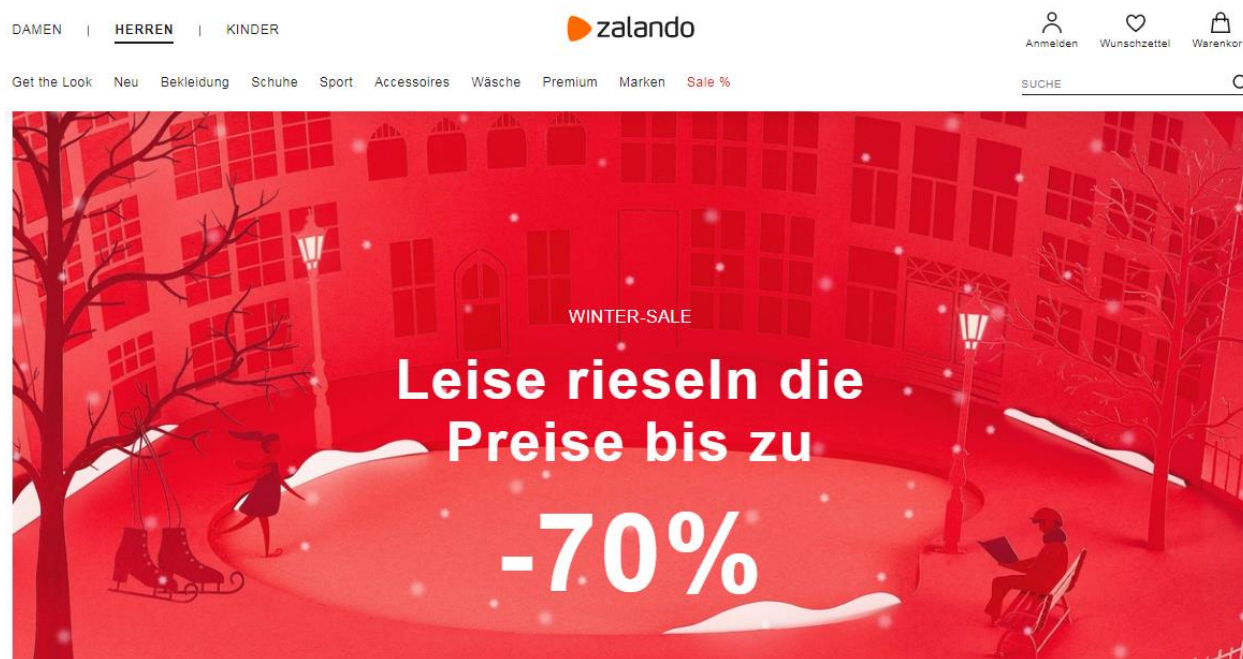 DAMEN | HERREN | KINDER
zalando
Anmelden Wunschzettel Warenkor
Get the Look Neu Bekleidung Schuhe Sport Accessoires Wäsche Premium Marken Sale %
SUCHE
WINTER-SALE
Leise rieseln die
Preise bis zu
-70%